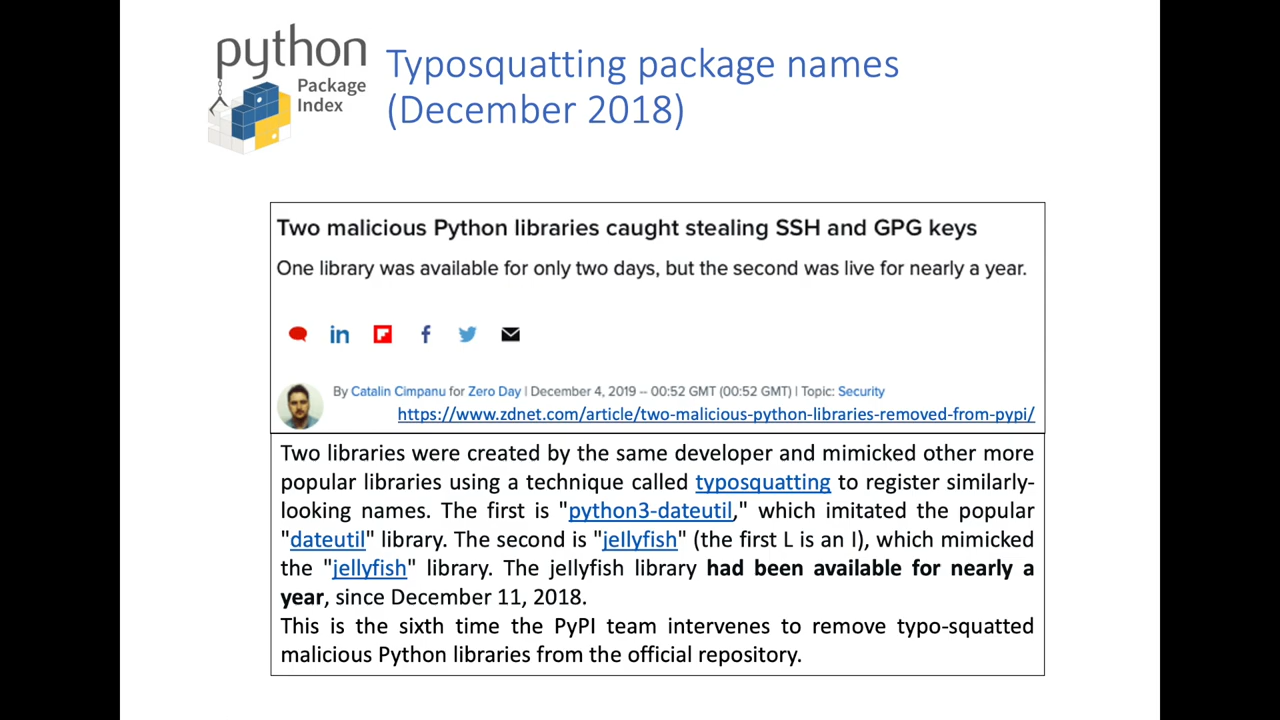 python
Package
Index
Typosquatting package names
(December 2018)
Two malicious Python libraries caught stealing SSH and GPG keys
One library was available for only two days, but the second was live for nearly a year.
By Catalin Cimpanu for Zero Day | December 4, 2019 -- 00:52 GMT (00:52 GMT) | Topic: Security
https://www.zdnet.com/article/two-malicious-python-libraries-removed-from-pypi/
Two libraries were created by the same developer and mimicked other more
popular libraries using a technique called typosquatting to register similarly-
looking names. The first is "python3-dateutil," which imitated the popular
"dateutil" library. The second is "jeIlyfish" (the first L is an I), which mimicked
the "jellyfish" library. The jeIlyfish library had been available for nearly a
year, since December 11, 2018.
This is the sixth time the PyPI team intervenes to remove typo-squatted
malicious Python libraries from the official repository.